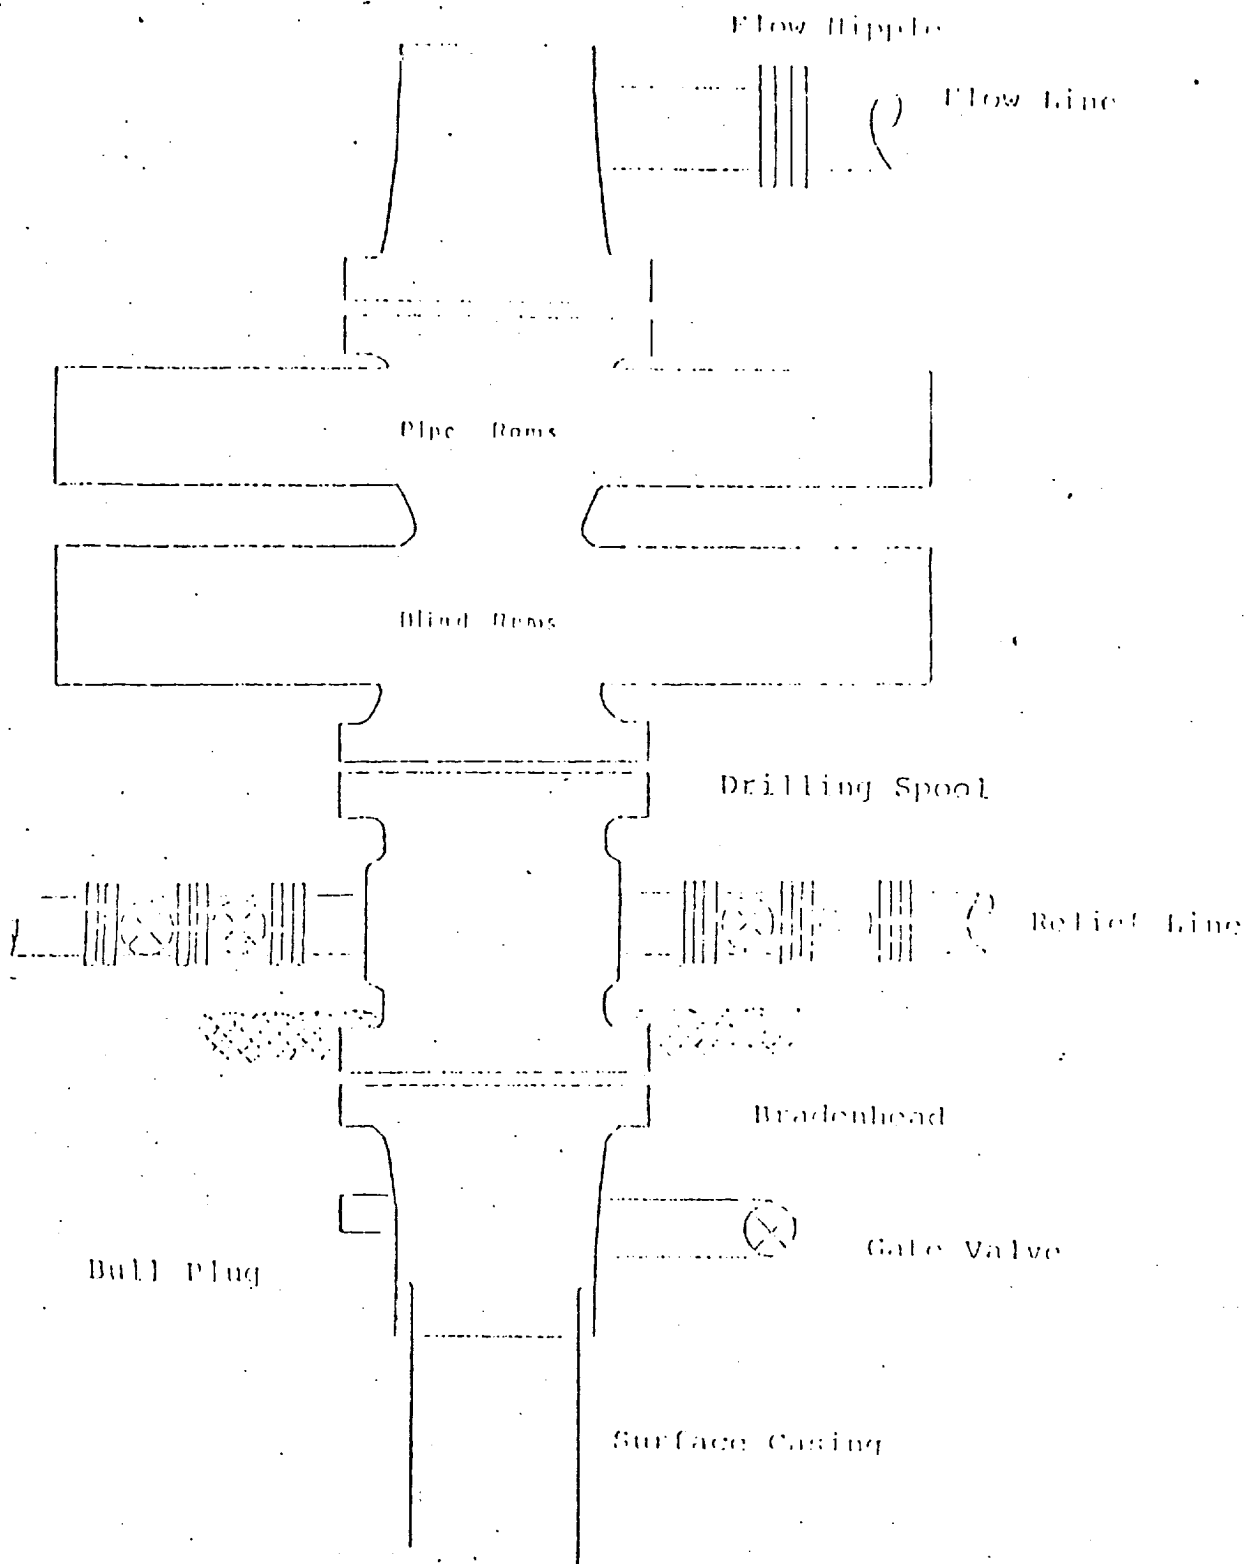 Flow Nipple
Flow Line
Pipe Rams
Blind Rams
Drilling Spool
Relief Line
Bradenhead
Gate Valve
Bull Plug
Surface Casing